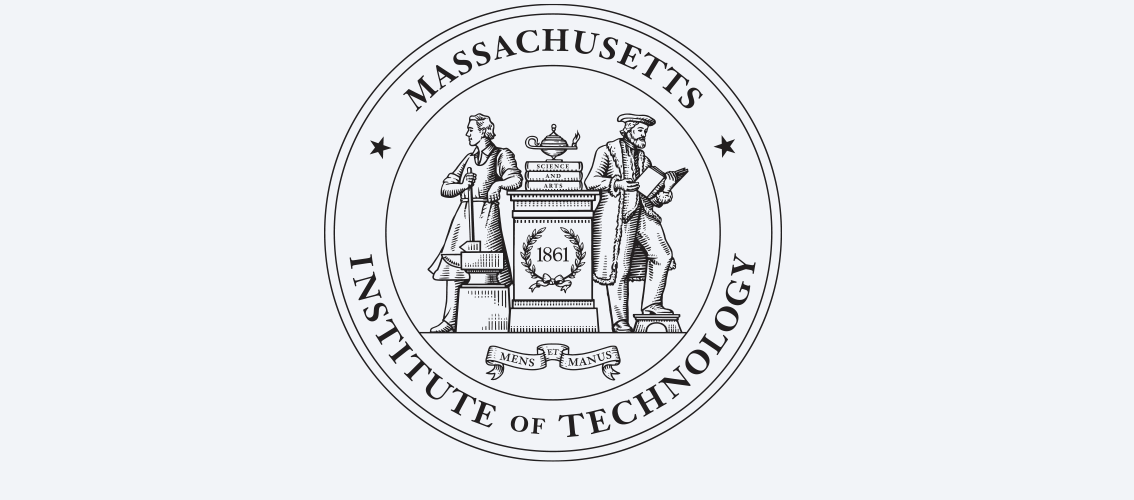 MASSACHUSETTS
SCIENCE
AND
ARTS
1861
MENS ET MANUS
INSTITUTE OF TECHNOLOGY